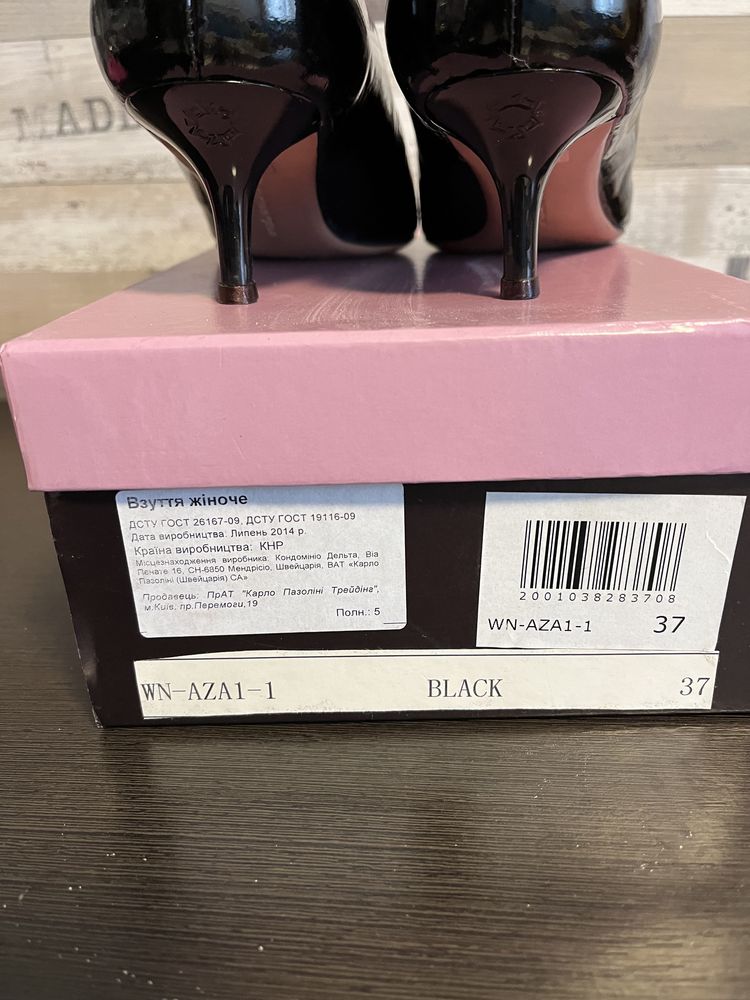 MADE
Взуття жіноче
ДСТУ ГОСТ 26167-09, ДСТУ ГОСТ 19116-09
Дата виробництва: Липень 2014 р.
Країна виробництва: КНР
Місцезнаходження виробника: Кондомініо Дельта, Віа
Пенате 16, CH-6850 Мендрісіо, Швейцарія, ВАТ «Карло
Пазоліні (Швейцарія) СА»
Продавець: ПрАТ "Карло Пазоліні Трейдінг",
м.Київ, пр.Перемоги,19
Полн.: 5
2001038283708
WN-AZA1-1 37
WN-AZA1-1 BLACK 37